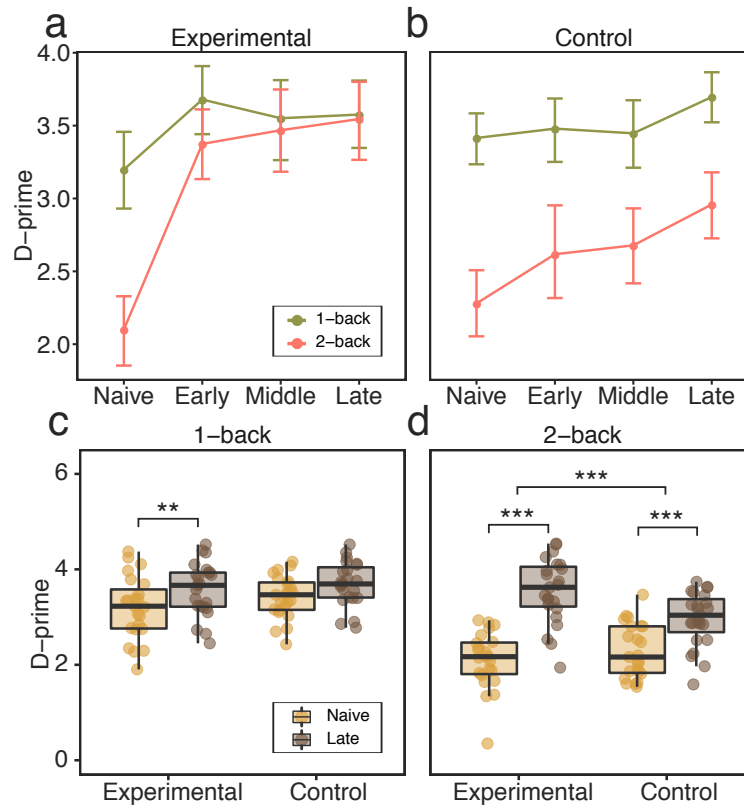 a
Experimental
b
Control
D−prime
4.0
3.5
3.0
2.5
2.0
1−back
2−back
Naive Early Middle Late
Naive Early Middle Late
c
1−back
d
2−back
D−prime
6
4
2
0
**
***
***
***
Naive
Late
Experimental Control
Experimental Control